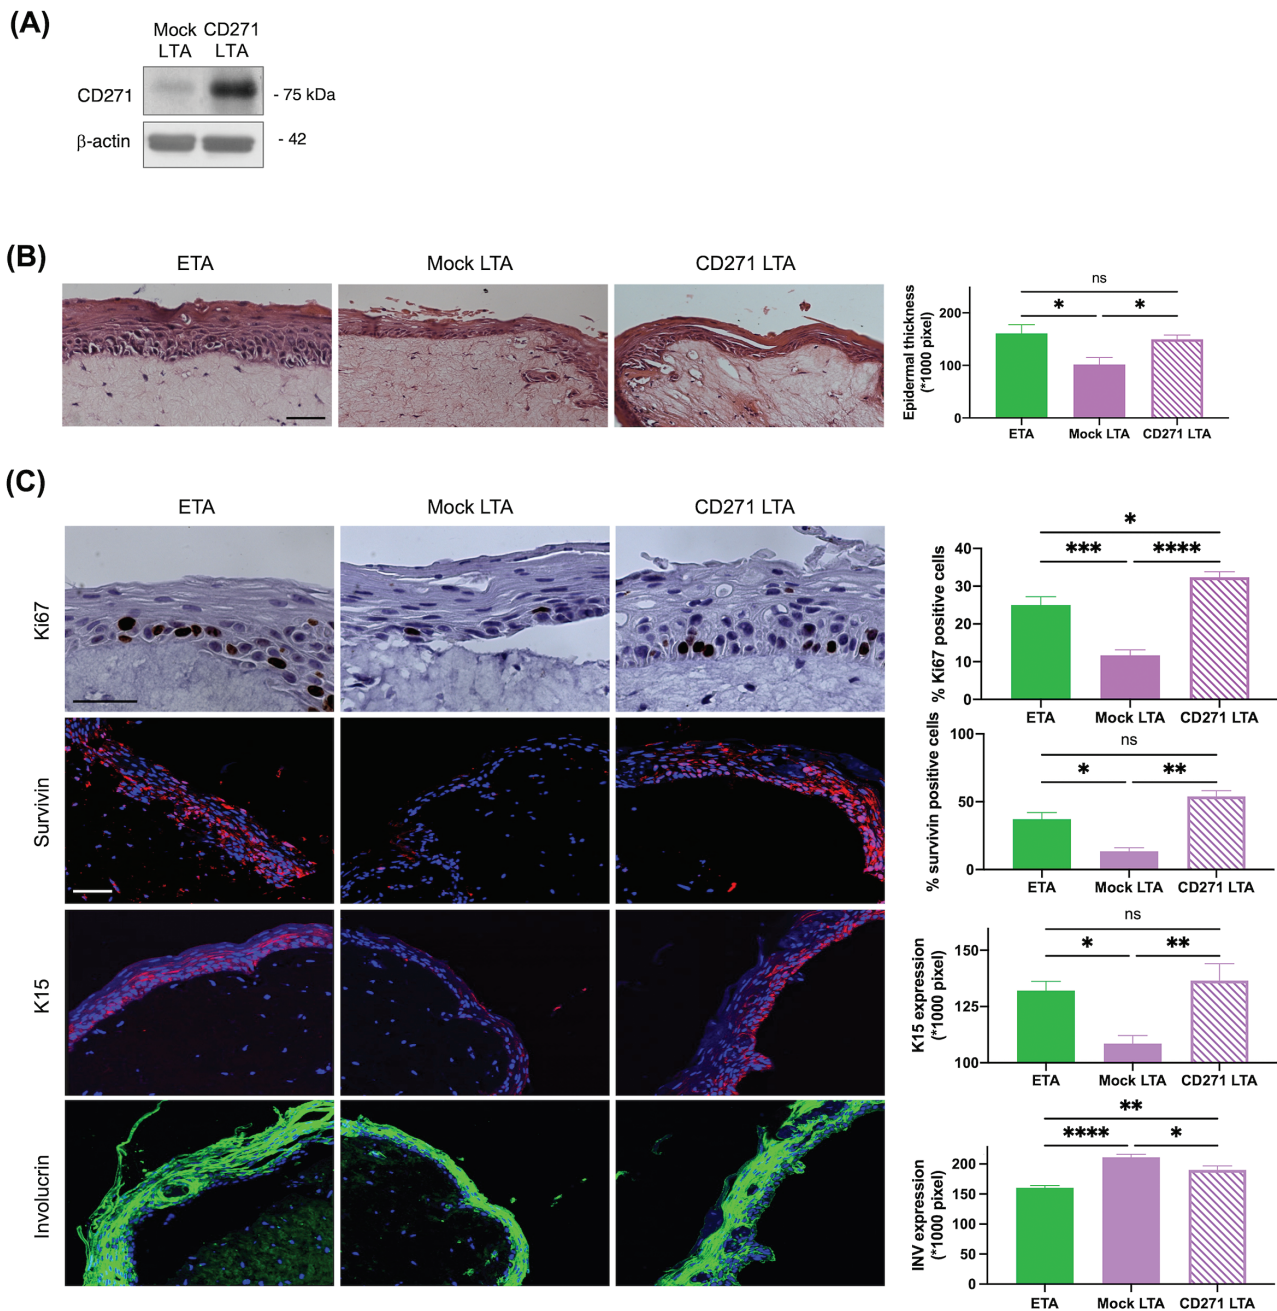 (A)
Mock CD271
LTA LTA
CD271
- 75 kDa
β-actin
- 42
(B)
ETA
Mock LTA
CD271 LTA
Epidermal thickness
(*1000 pixel)
200
100
0
ns
* *
ETA Mock LTA CD271 LTA
(C)
ETA
Mock LTA
CD271 LTA
Ki67
% Ki67 positive cells
40
30
20
10
0
*
*** ****
ETA Mock LTA CD271 LTA
Survivin
% survivin positive cells
100
50
0
ns
* **
ETA Mock LTA CD271 LTA
K15
K15 expression
(*1000 pixel)
150
125
100
ns
* **
ETA Mock LTA CD271 LTA
Involucrin
INV expression
(*1000 pixel)
200
150
100
50
0
**
**** *
ETA Mock LTA CD271 LTA